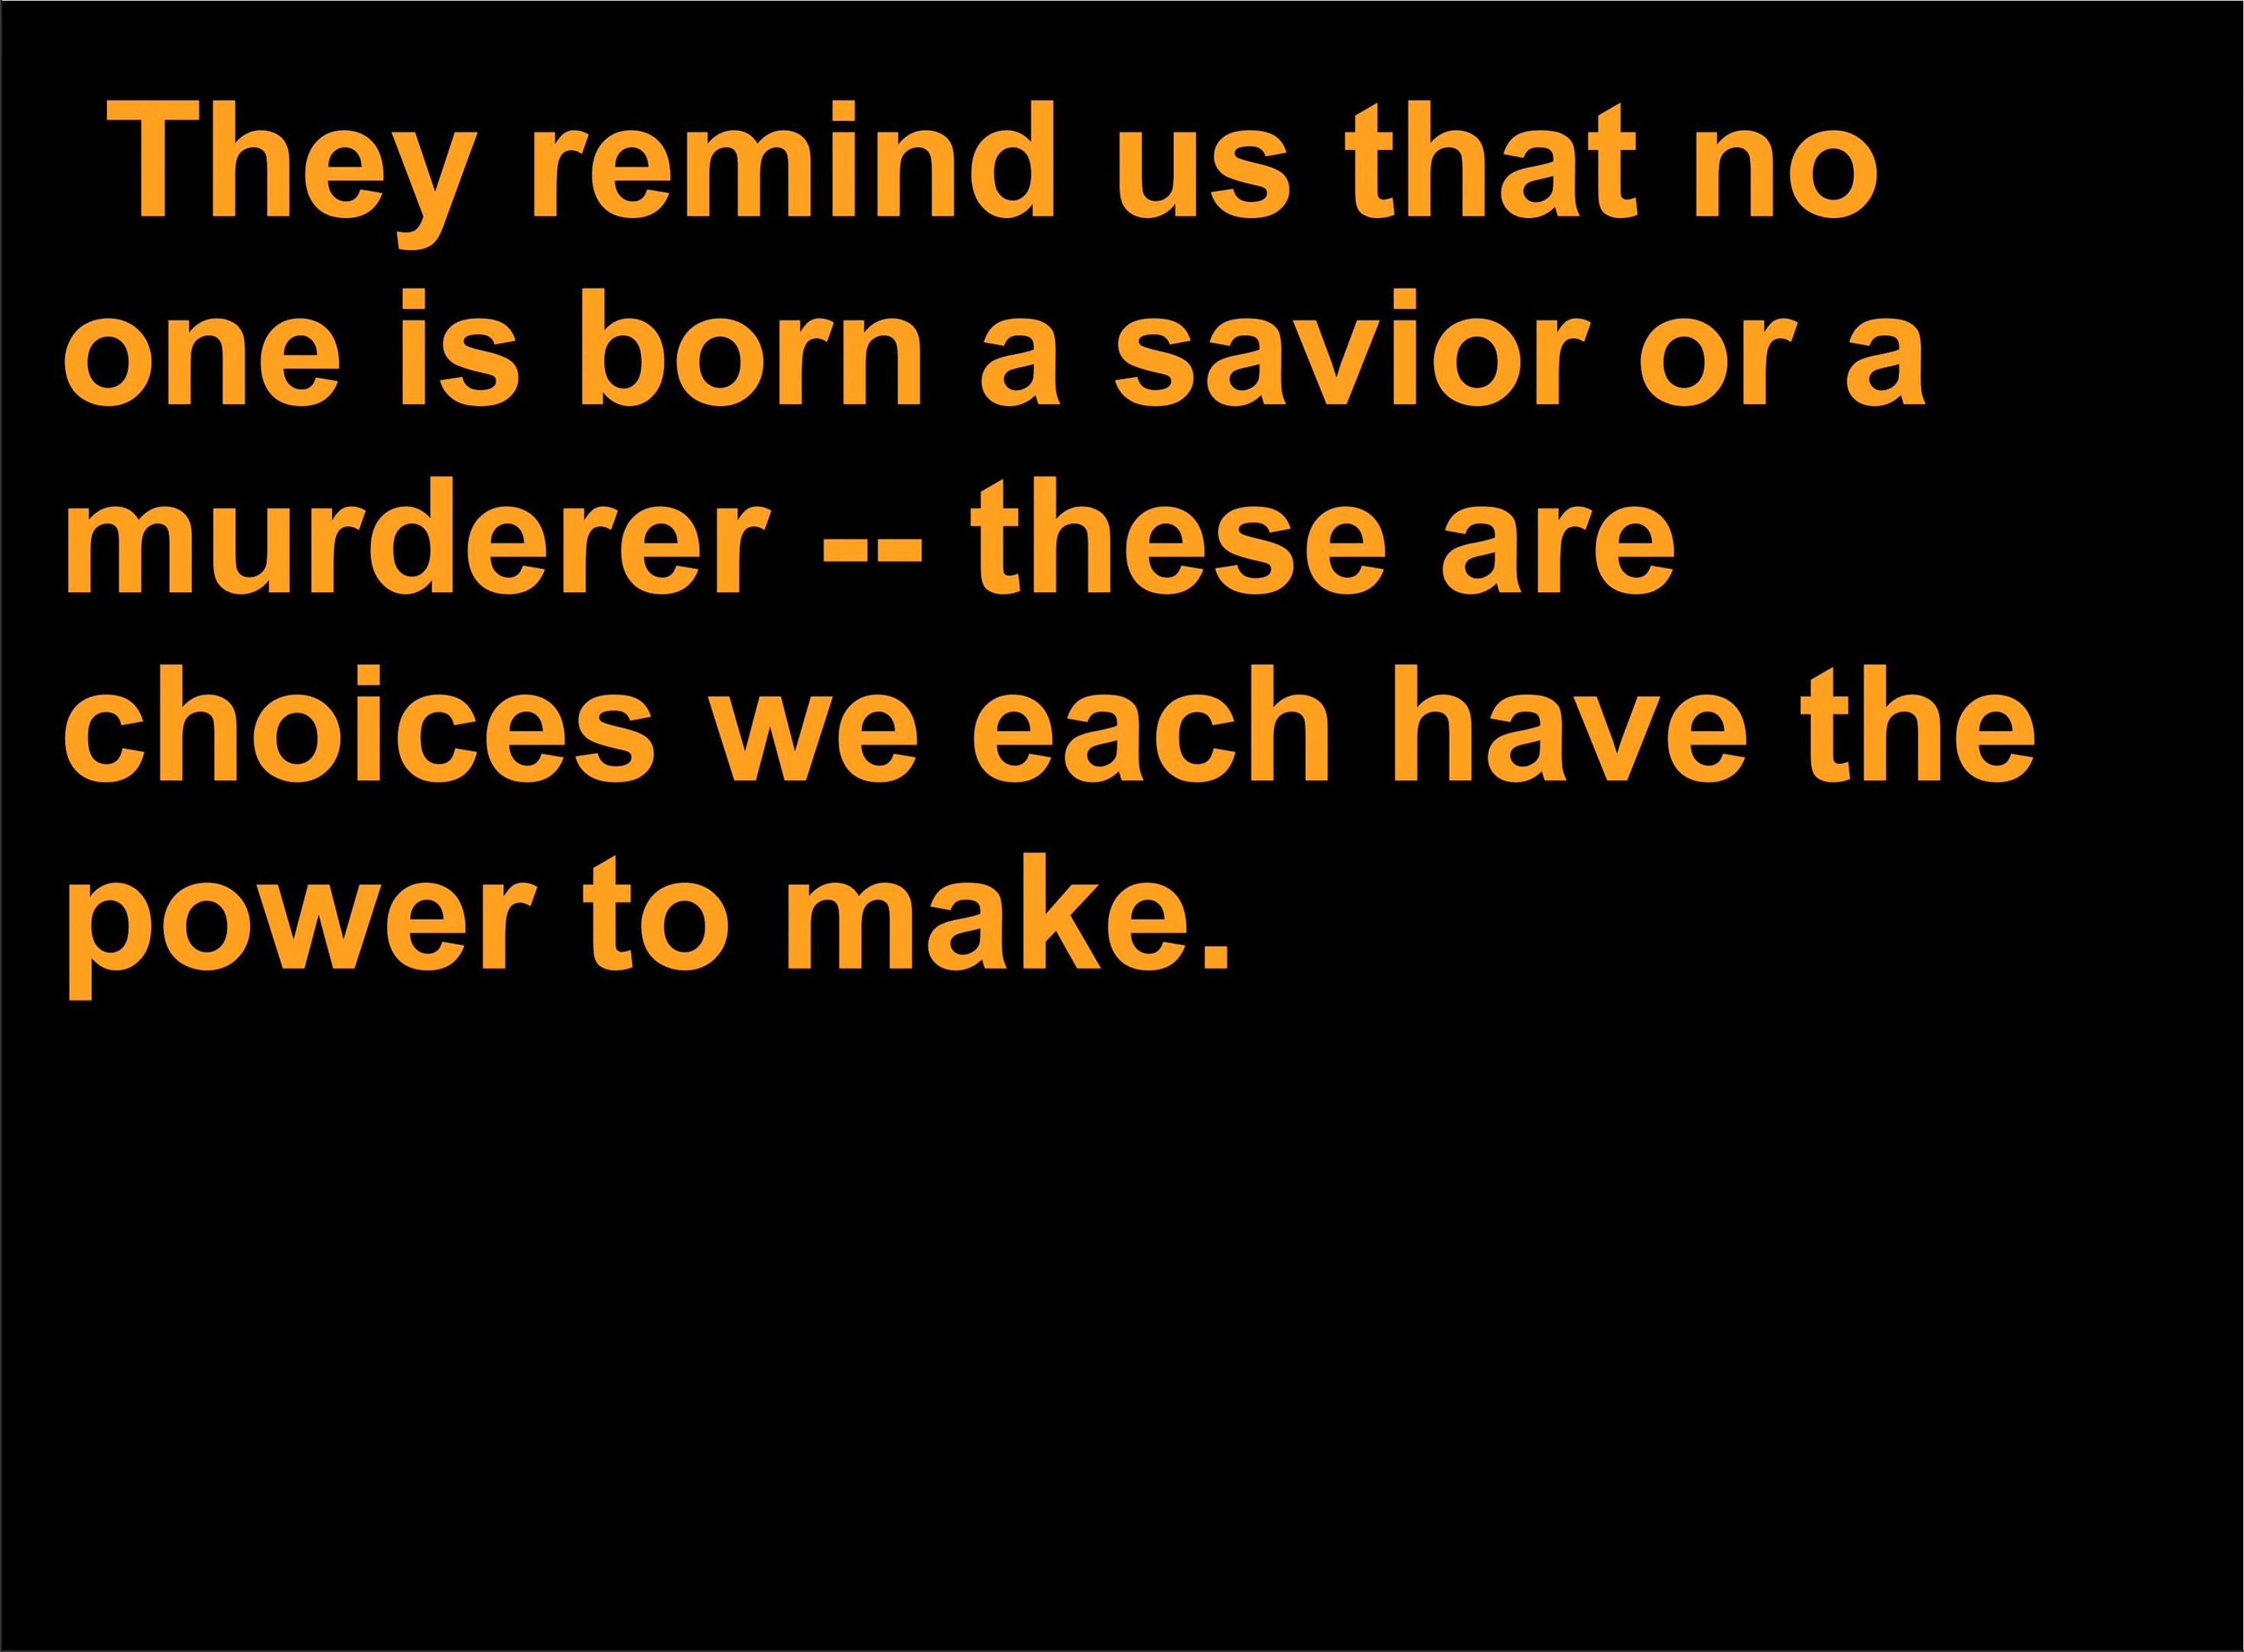 They remind us that no
one is born a savior or a
murderer -- these are
choices we each have the
power to make.